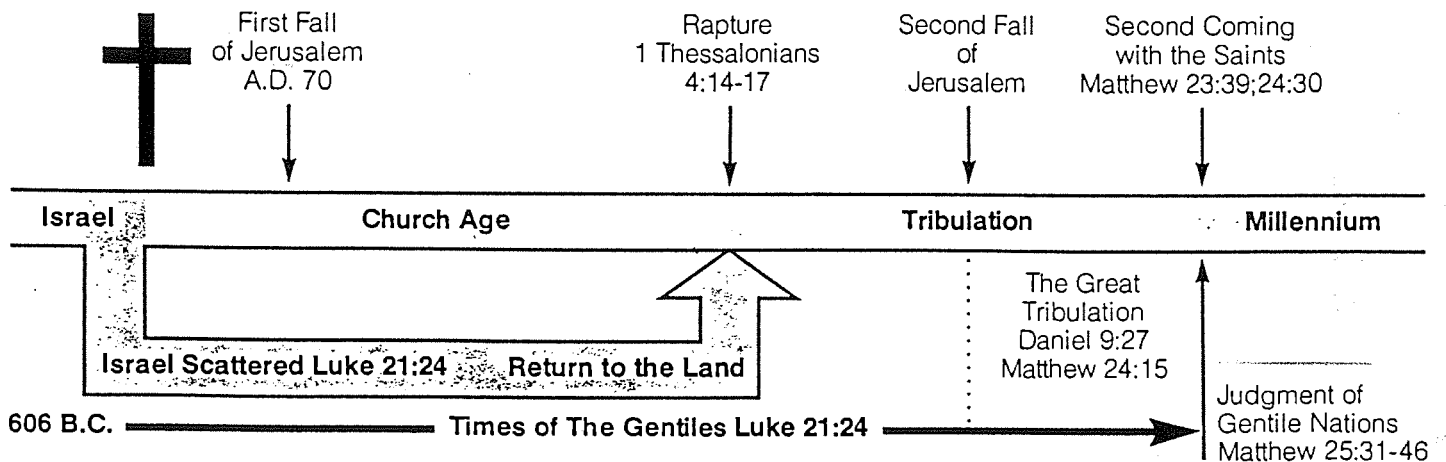 First Fall
of Jerusalem
A.D. 70
Rapture
1 Thessalonians
4:14-17
Second Fall
of
Jerusalem
Second Coming
with the Saints
Matthew 23:39;24:30
Israel
Church Age
Tribulation
Millennium
The Great
Tribulation
Daniel 9:27
Matthew 24:15
Israel Scattered Luke 21:24
Return to the Land
Judgment of
Gentile Nations
Matthew 25:31-46
606 B.C.
Times of The Gentiles Luke 21:24